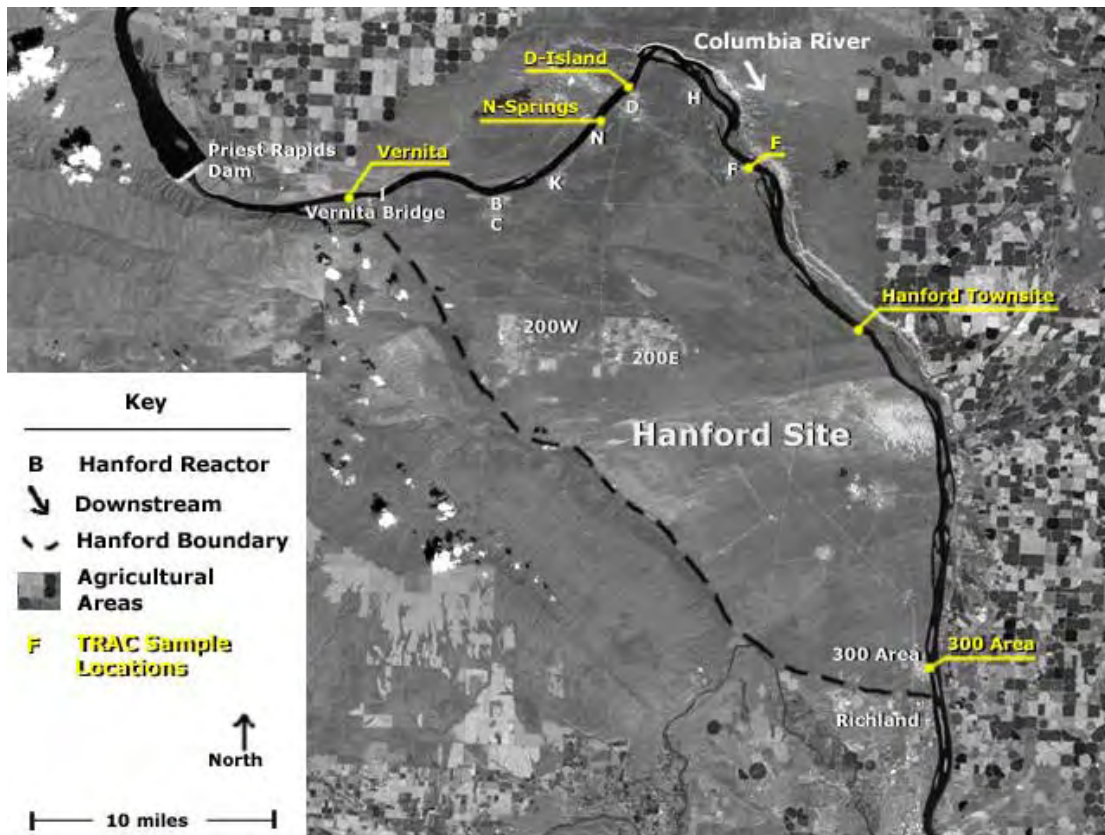 Columbia River
D-Island
D
H
N-Springs
N
F
F
Priest Rapids
Dam
Vernita
K
Vernita Bridge
B
C
Hanford Townsite
200W
200E
Hanford Site
300 Area
300 Area
Richland
Key
B Hanford Reactor
Downstream
Hanford Boundary
Agricultural
Areas
F TRAC Sample
Locations
North
10 miles